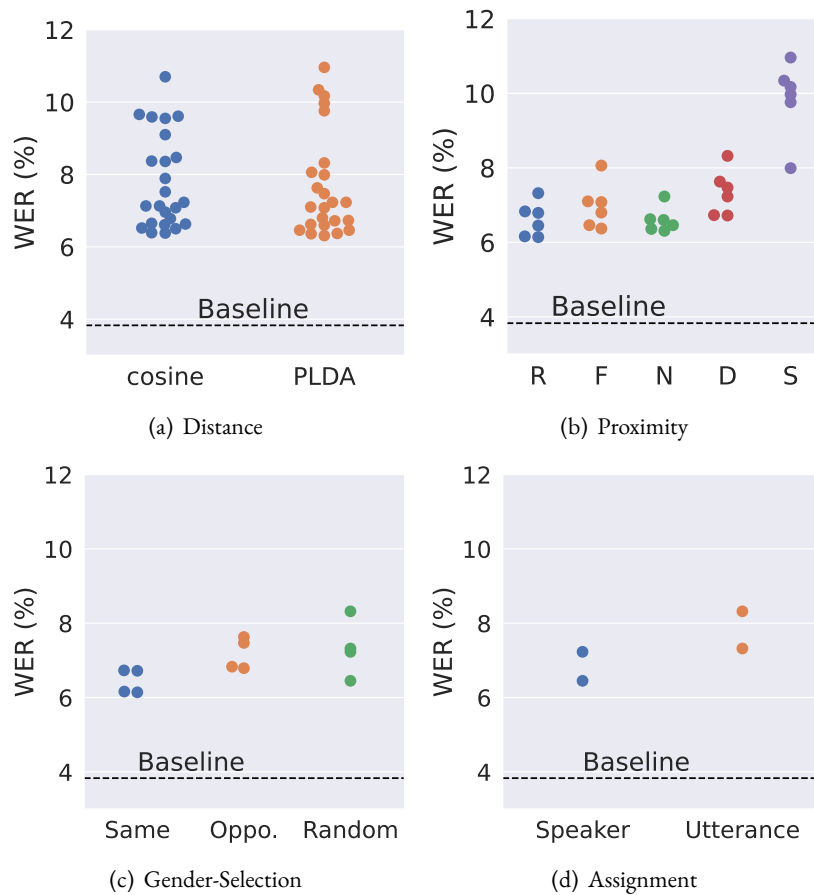 12
10
8
6
4
WER (%)
Baseline
cosine PLDA
(a) Distance
12
10
8
6
4
WER (%)
Baseline
R F N D S
(b) Proximity
12
10
8
6
4
WER (%)
Baseline
Same Oppo. Random
(c) Gender-Selection
12
10
8
6
4
WER (%)
Baseline
Speaker Utterance
(d) Assignment